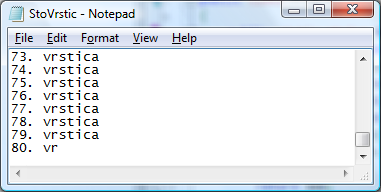 StoVrstic - Notepad
File Edit Format View Help
73. vrstica
74. vrstica
75. vrstica
76. vrstica
77. vrstica
78. vrstica
79. vrstica
80. vr